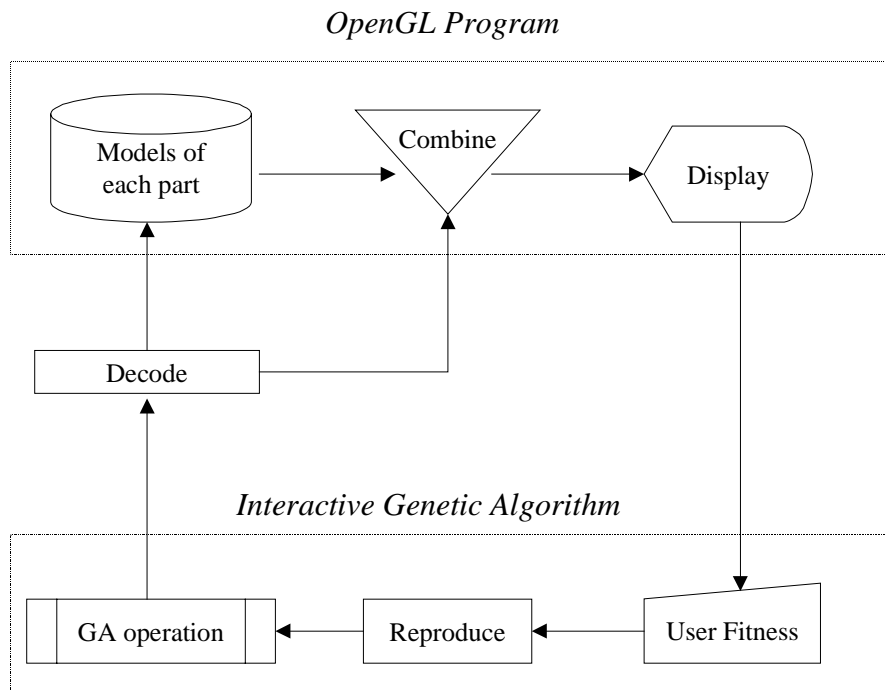 OpenGL Program
Models of
each part
Combine
Display
Decode
Interactive Genetic Algorithm
GA operation
Reproduce
User Fitness